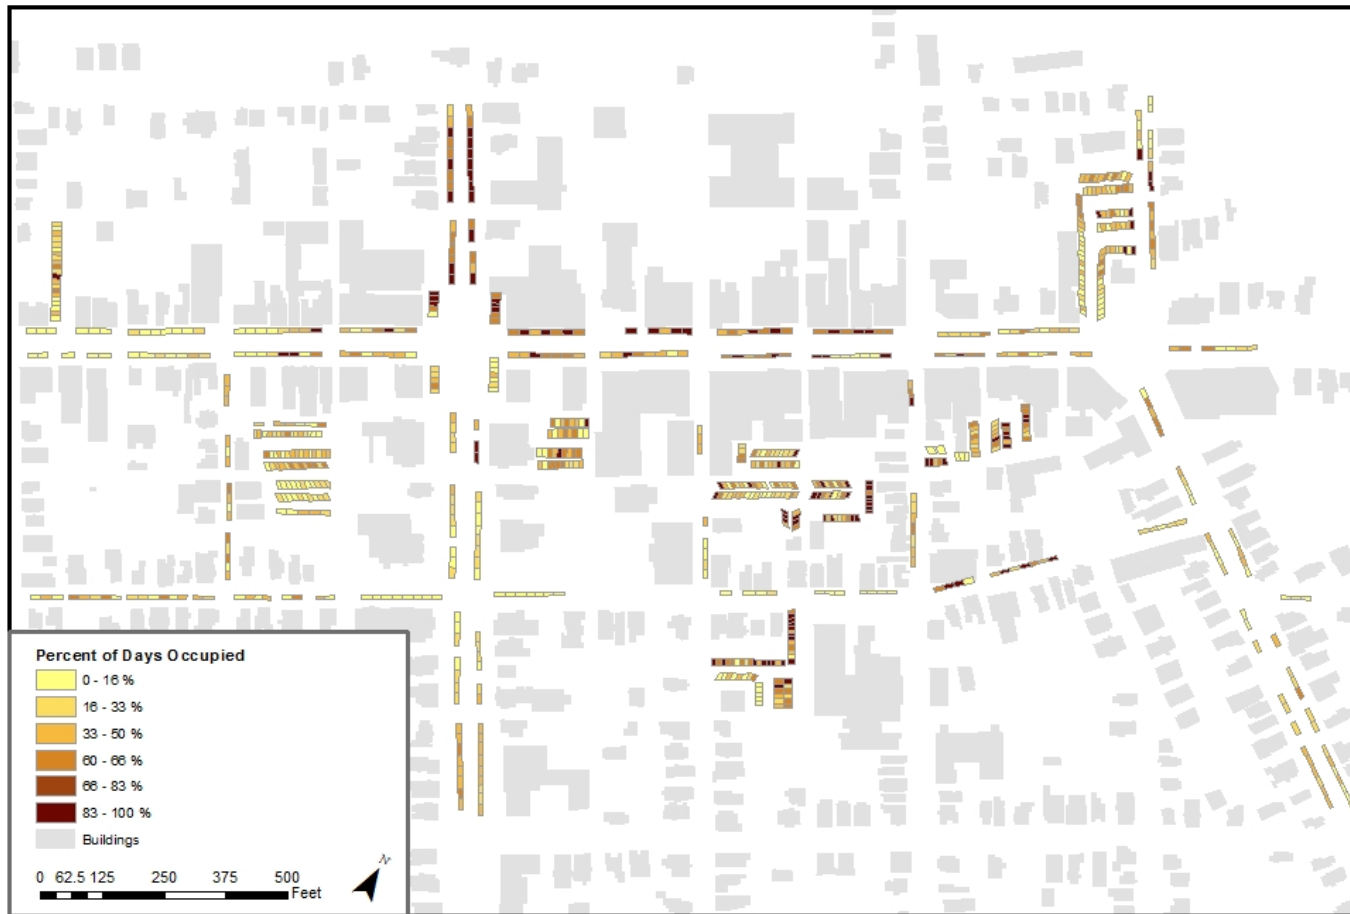 Percent of Days Occupied
0 - 16 %
16 - 33 %
33 - 50 %
60 - 66 %
66 - 83 %
83 - 100 %
Buildings
N
0 62.5 125 250 375 500
Feet